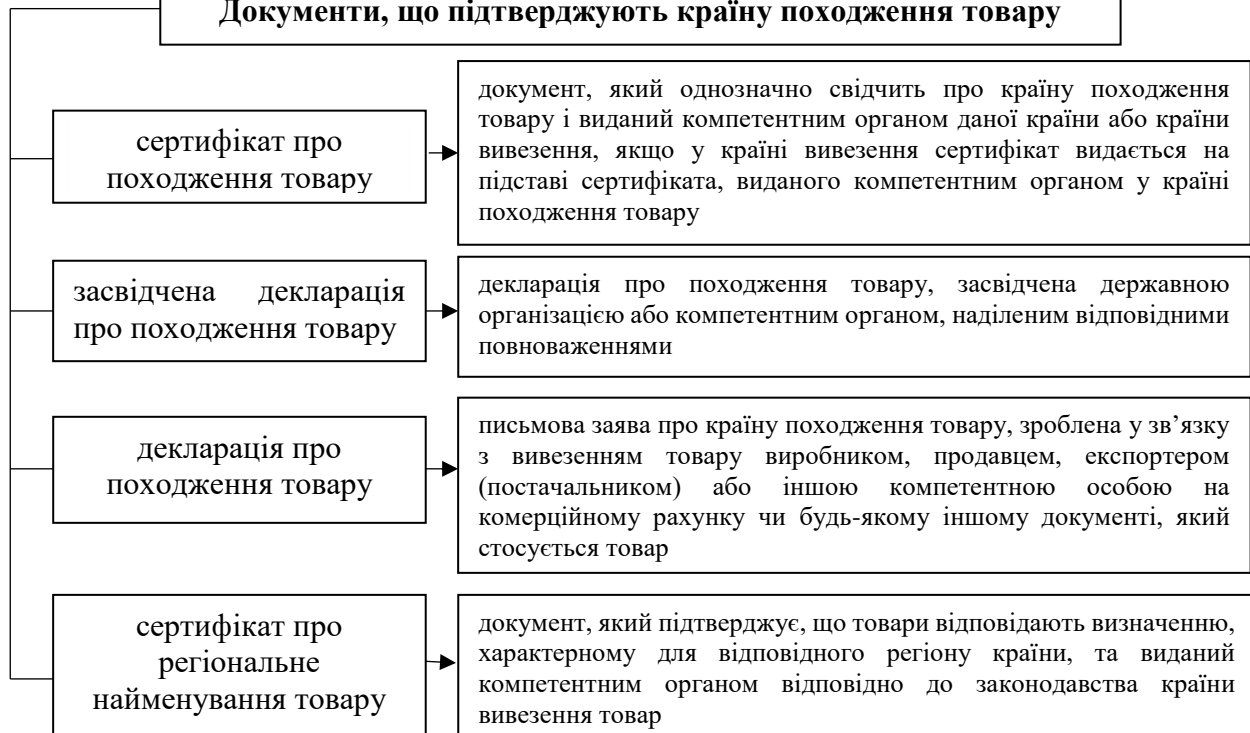 Документи, що підтверджують країну походження товару
сертифікат про
походження товару
документ, який однозначно свідчить про країну походження
товару і виданий компетентним органом даної країни або країни
вивезення, якщо у країні вивезення сертифікат видається на
підставі сертифіката, виданого компетентним органом у країні
походження товару
засвідчена декларація
про походження товару
декларація про походження товару, засвідчена державною
організацією або компетентним органом, наділеним відповідними
повноваженнями
декларація про
походження товару
письмова заява про країну походження товару, зроблена у зв’язку
з вивезенням товару виробником, продавцем, експортером
(постачальником) або іншою компетентною особою на
комерційному рахунку чи будь-якому іншому документі, який
стосується товар
сертифікат про
регіональне
найменування товару
документ, який підтверджує, що товари відповідають визначенню,
характерному для відповідного регіону країни, та виданий
компетентним органом відповідно до законодавства країни
вивезення товар